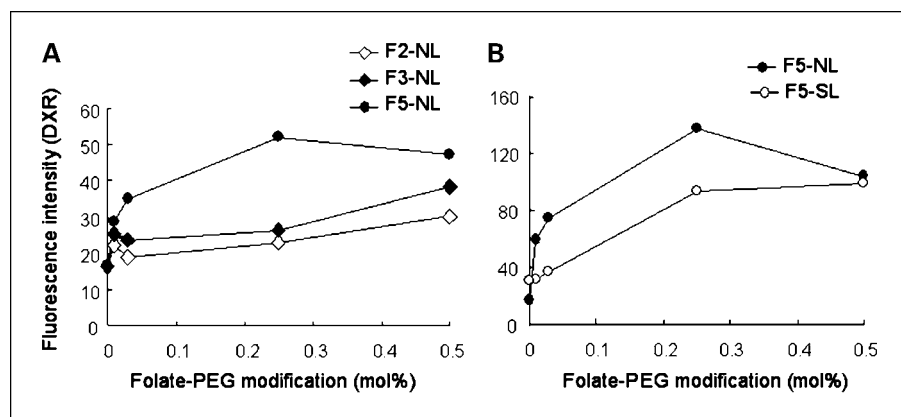 A
F2-NL
F3-NL
F5-NL
Fluorescence intensity (DXR)
60
50
40
30
20
10
0
0 0.1 0.2 0.3 0.4 0.5
Folate-PEG modification (mol%)
B
F5-NL
F5-SL
160
120
80
40
0
0 0.1 0.2 0.3 0.4 0.5
Folate-PEG modification (mol%)